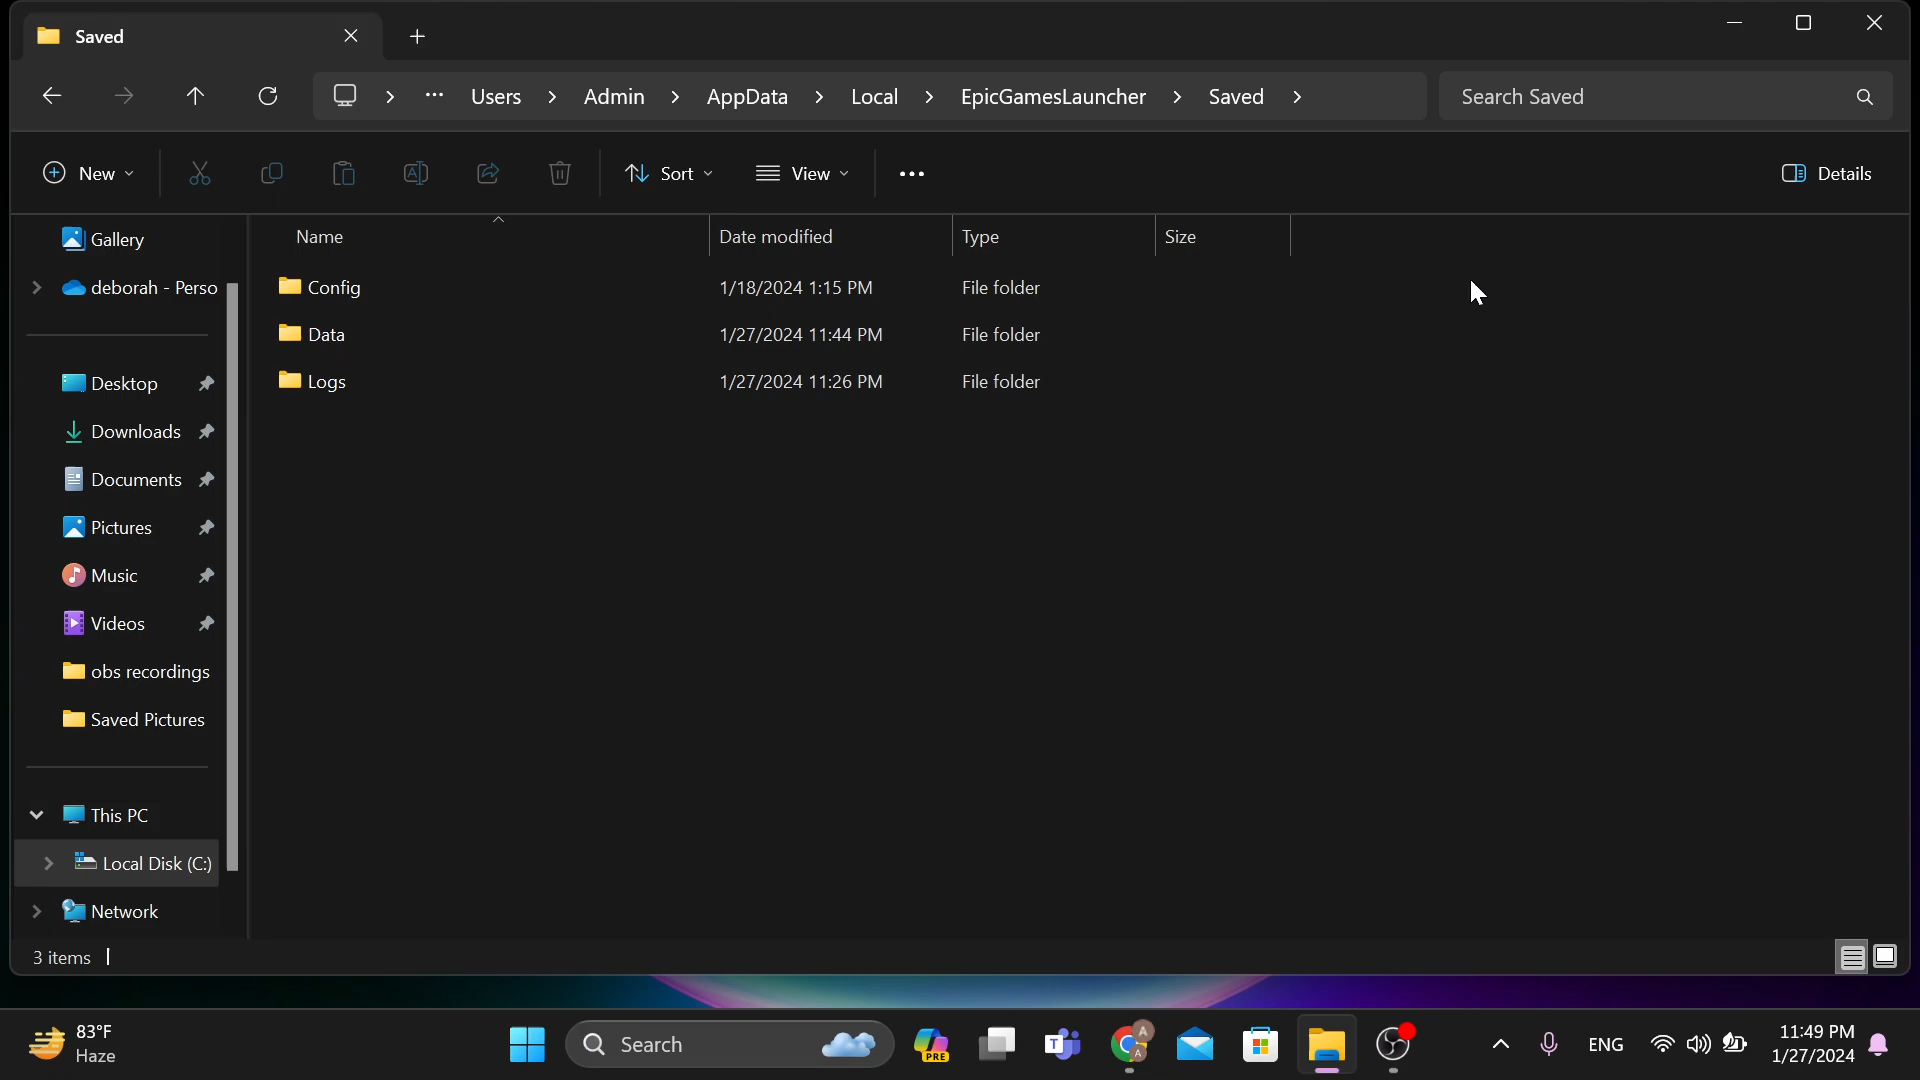 Saved
Users > Admin > AppData > Local > EpicGamesLauncher > Saved >
Search Saved
New
Sort
View
Details
Gallery
deborah - Perso
Desktop
Downloads
Documents
Pictures
Music
Videos
obs recordings
Saved Pictures
This PC
Local Disk (C:)
Network
Name Date modified Type Size
Config 1/18/2024 1:15 PM File folder
Data 1/27/2024 11:44 PM File folder
Logs 1/27/2024 11:26 PM File folder
3 items
83°F
Haze
Search
PRE
T
A
A
ENG
11:49 PM
1/27/2024